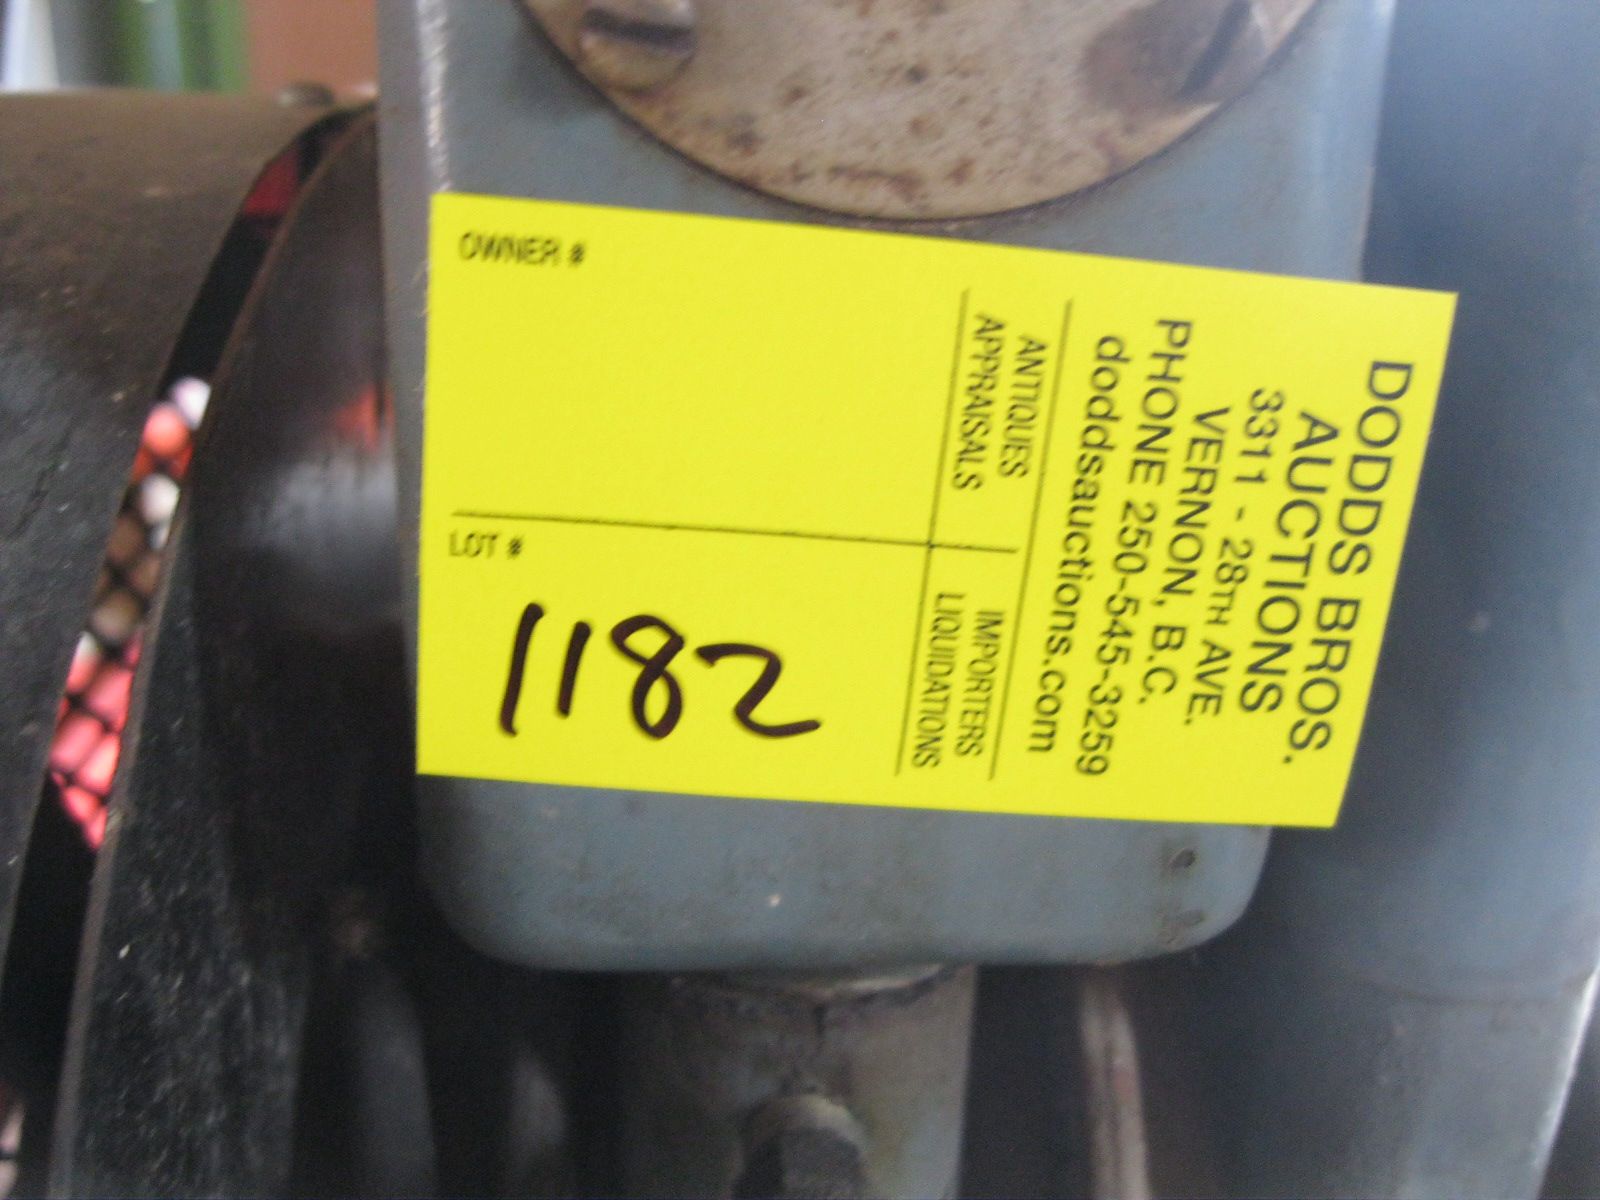 DODDS BROS.
AUCTIONS
3311 - 28TH AVE.
VERNON, B.C.
PHONE 250-545-3259
doddsauctions.com
ANTIQUES
APPRAISALS
IMPORTERS
LIQUIDATIONS
OWNER #
LOT #
1182